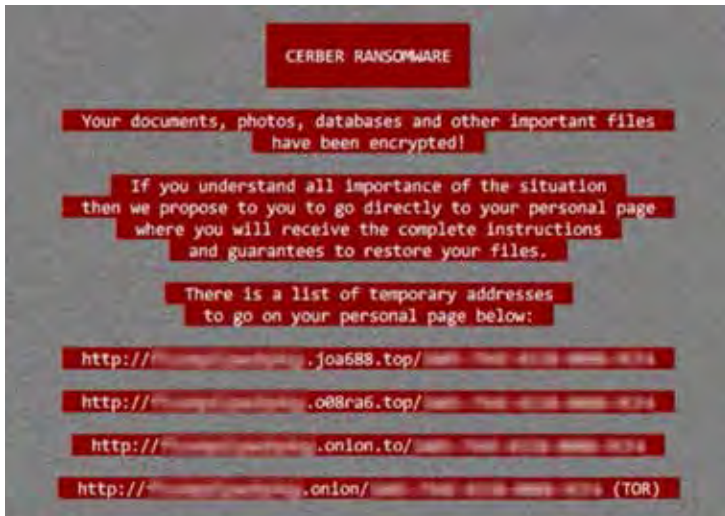 CERBER RANSOMWARE
Your documents, photos, databases and other important files
have been encrypted!
If you understand all importance of the situation
then we propose to you to go directly to your personal page
where you will receive the complete instructions
and guarantees to restore your files.
There is a list of temporary addresses
to go on your personal page below:
http:// .joa688.top/
http:// .o08ra6.top/
http:// .onion.to/
http:// .onion/ (TOR)